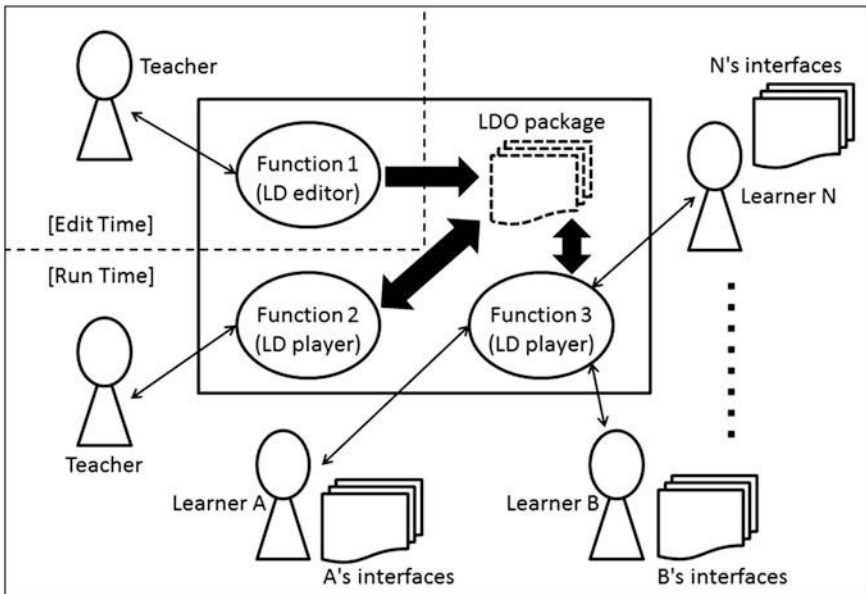 Teacher
N's interfaces
LDO package
Function 1
(LD editor)
Learner N
[Edit Time]
[Run Time]
Function 2
(LD player)
Function 3
(LD player)
Teacher
Learner A
Learner B
A's interfaces
B's interfaces